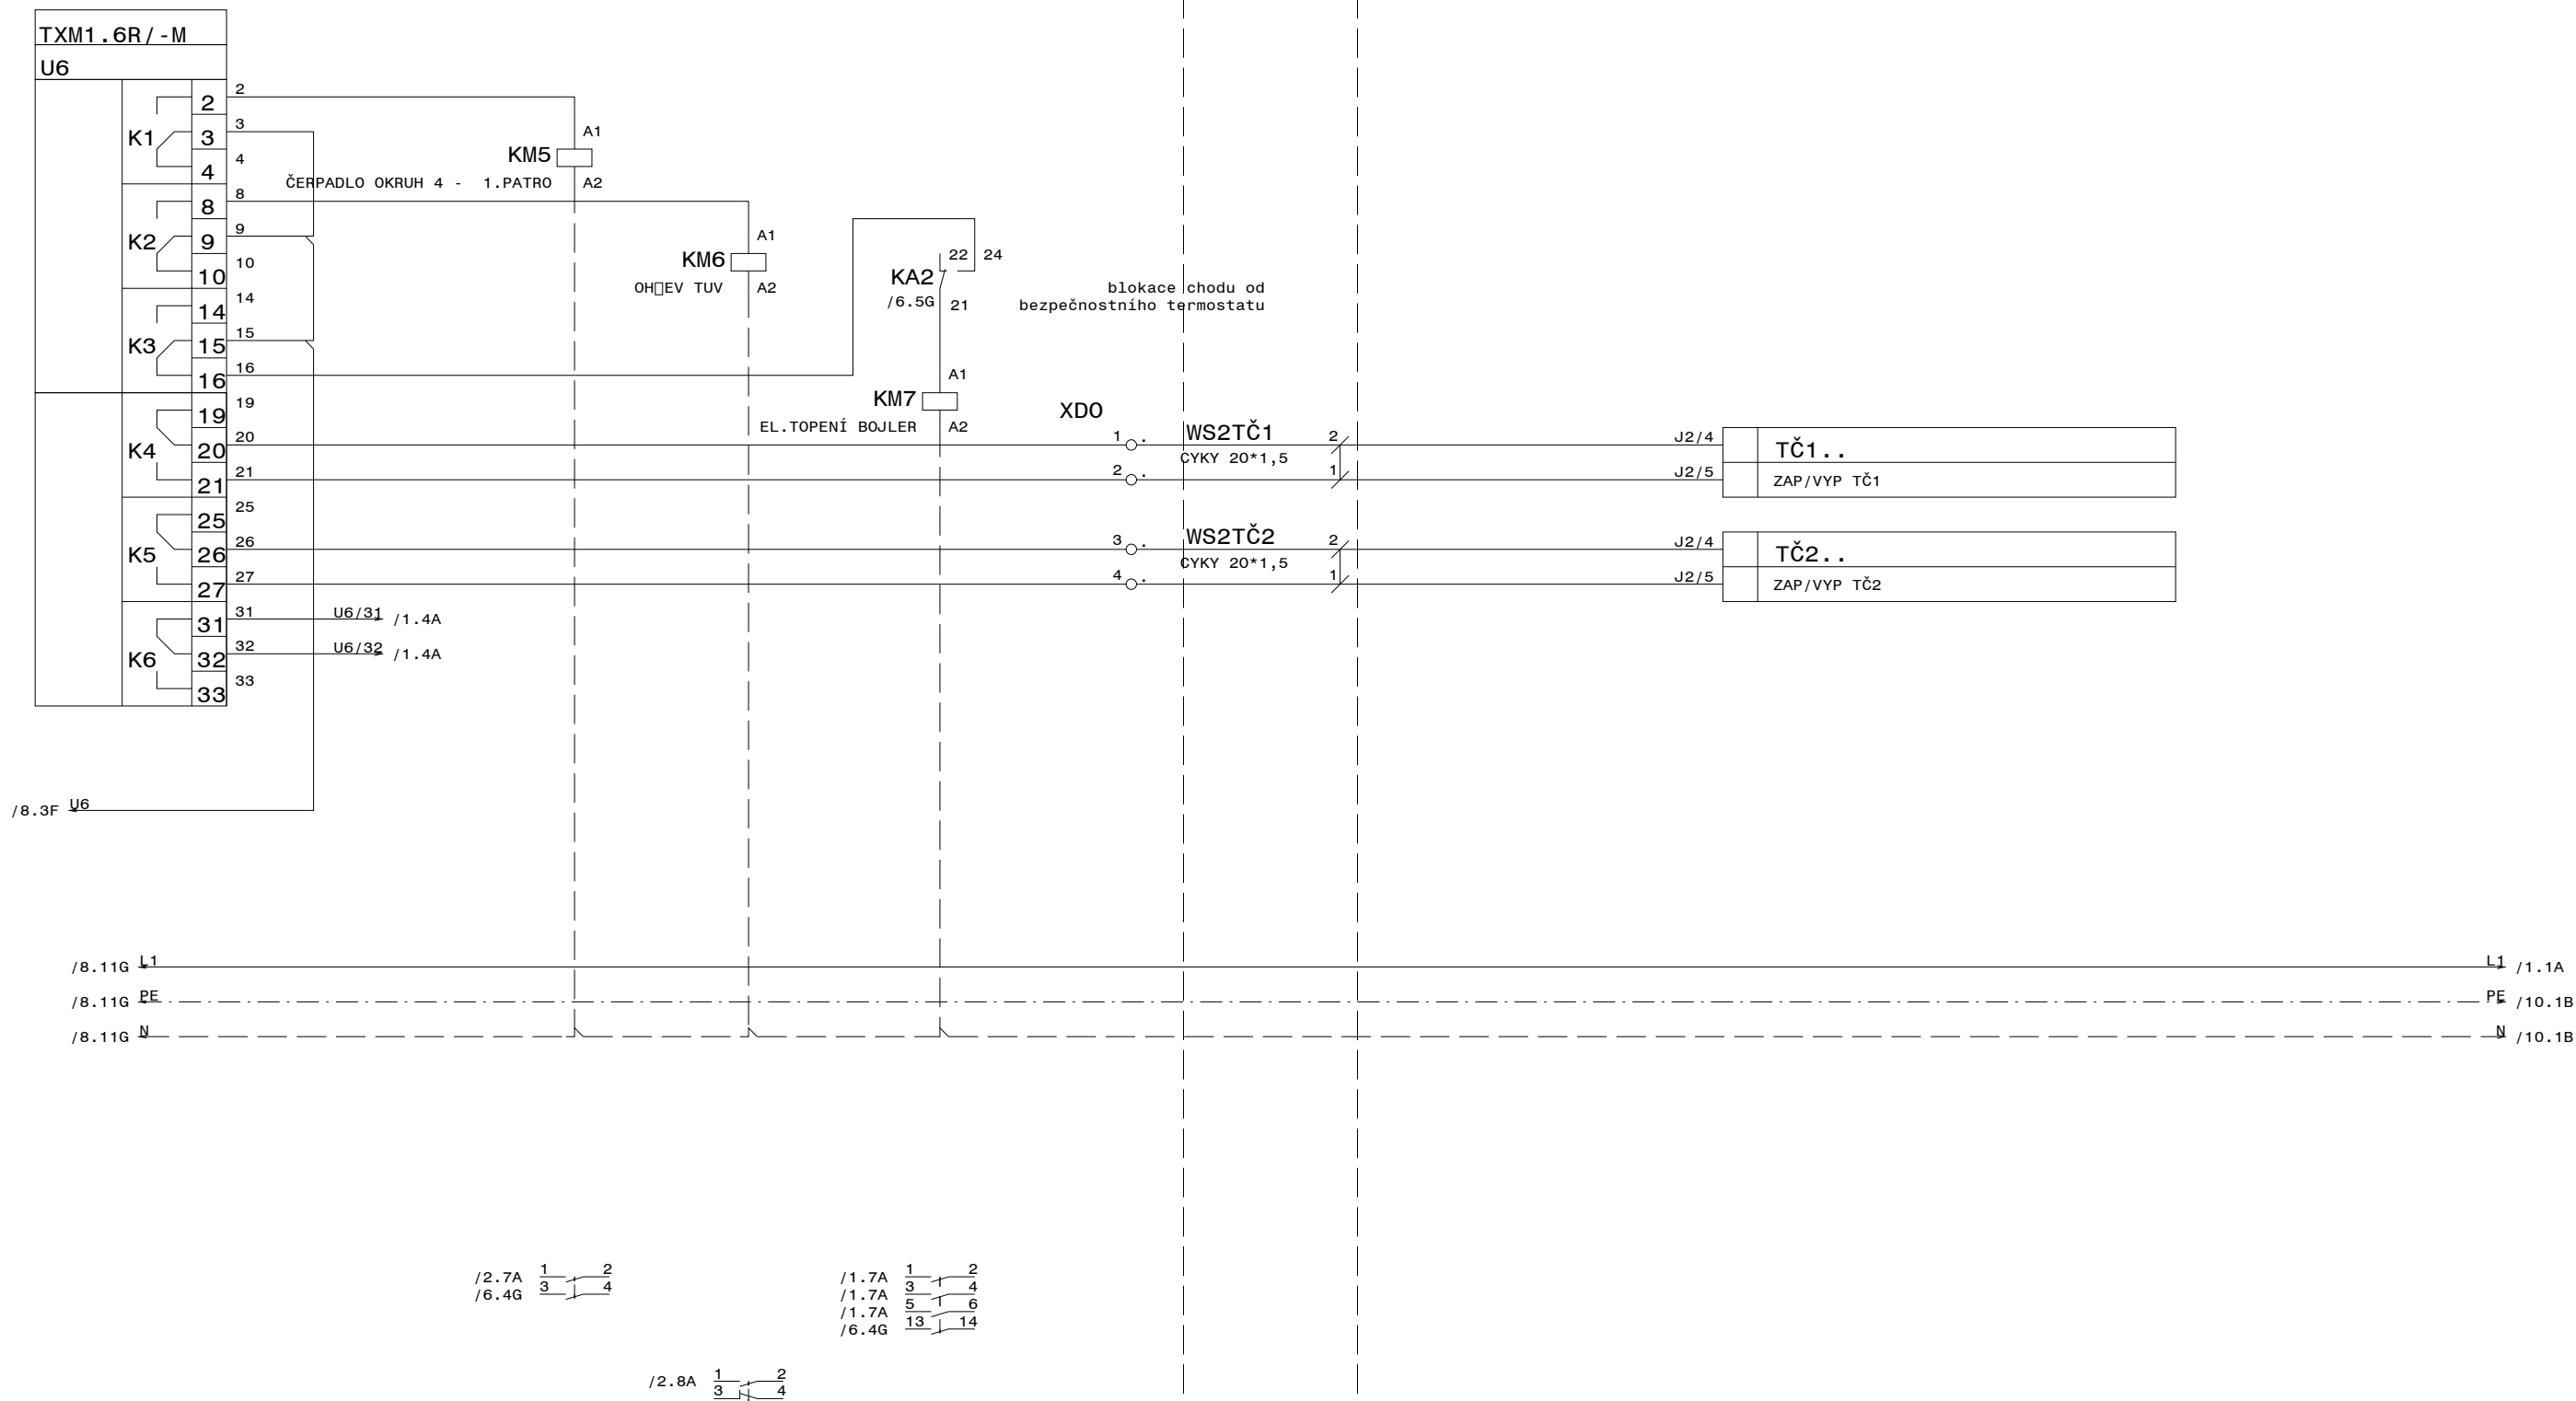 TXM1.6R/-M
U6
K1
2
2
3
3
4
4
K2
8
8
9
9
10
10
K3
14
14
15
15
16
16
K4
19
19
20
20
21
21
K5
25
25
26
26
27
27
K6
31
31
32
32
33
33
A1
KM5
ČERPADLO OKRUH 4 - 1.PATRO
A2
A1
KM6
OH□EV TUV
A2
22
24
KA2
/6.5G
21
blokace chodu od
bezpečnostního termostatu
A1
KM7
EL.TOPENÍ BOJLER
A2
XDO
1 .
WS2TČ1
2
J2/4
TČ1..
CYKY 20*1,5
2 .
1
J2/5
ZAP/VYP TČ1
3 .
WS2TČ2
2
J2/4
TČ2..
CYKY 20*1,5
4 .
1
J2/5
ZAP/VYP TČ2
U6/31 /1.4A
U6/32 /1.4A
/8.3F U6
/8.11G L1
L1 /1.1A
/8.11G PE
PE /10.1B
/8.11G N
N /10.1B
/2.7A 1 2
/6.4G 3 4
/1.7A 1 2
/1.7A 3 4
/1.7A 5 6
/6.4G 13 14
/2.8A 1 2
3 4